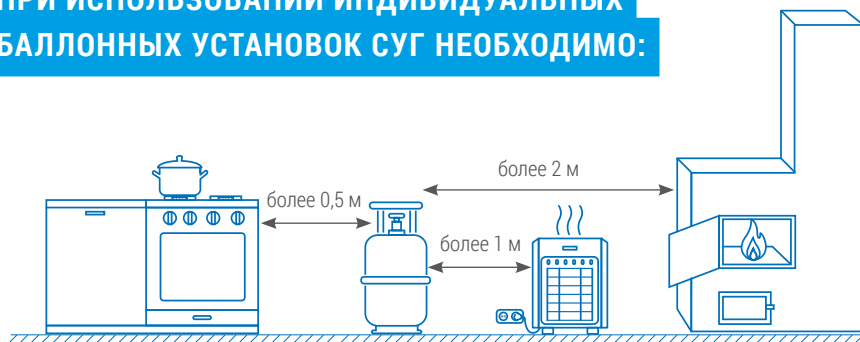 ПРИ ИСПОЛЬЗОВАНИИ ИНДИВИДУАЛЬНЫХ
БАЛЛОННЫХ УСТАНОВОК СУГ НЕОБХОДИМО:
более 2 м
более 0,5 м
более 1 м